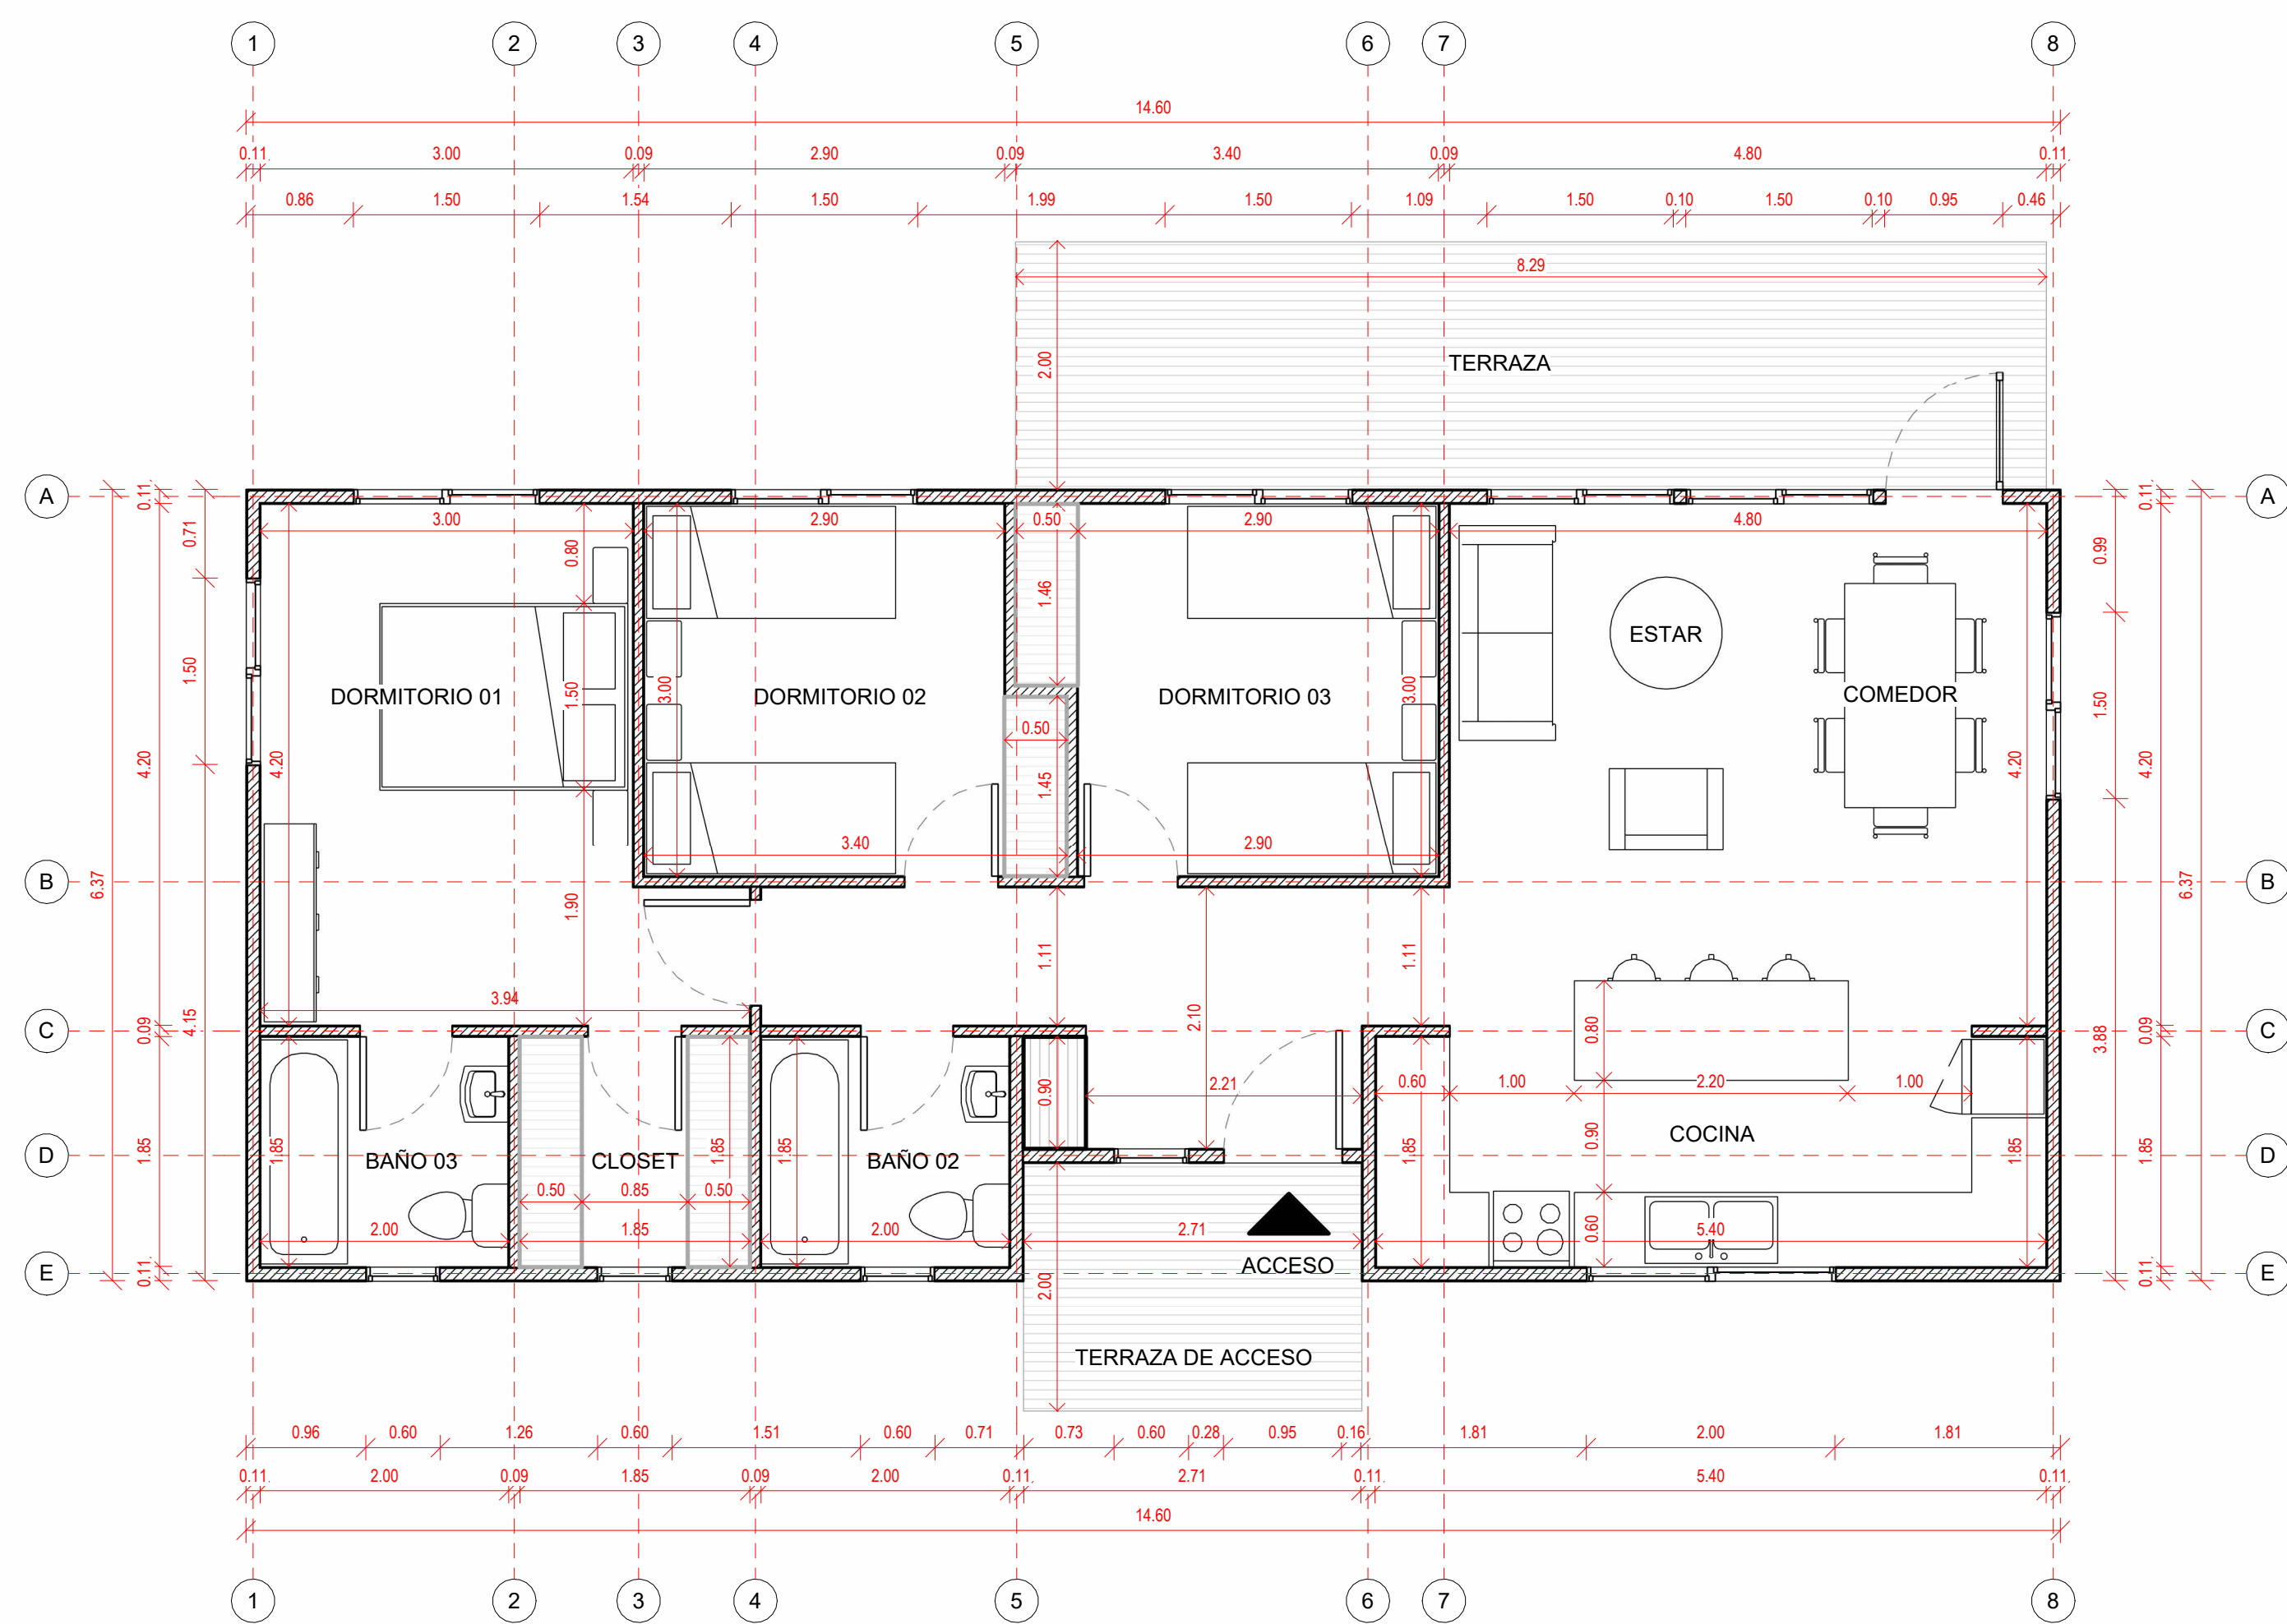 1 2 3 4 5 6 7 8
14.60
0.11 3.00 0.09 2.90 0.09 3.40 0.09 4.80 0.11
0.86 1.50 1.54 1.50 1.99 1.50 1.09 1.50 0.10 1.50 0.10 0.95 0.46
8.29
2.00
TERRAZA
A 0.11 0.11 A
3.00 2.90 0.50 2.90 4.80
0.71 0.80 0.99
1.46
ESTAR
1.50 1.50 3.00 3.00 1.50
DORMITORIO 01 DORMITORIO 02 DORMITORIO 03 COMEDOR
0.50
4.20 4.20 4.20 4.20
1.45
3.40 2.90
B B
6.37 1.90 6.37
1.11 1.11
3.94
2.10
C 0.09 4.15 0.80 3.88 0.09 C
0.90 2.21 0.60 1.00 2.20 1.00
COCINA
0.90
D 1.85 1.85 1.85 1.85 1.85 1.85 1.85 D
BAÑO 03 CLOSET BAÑO 02
0.50 0.85 0.50
2.00 1.85 2.00 2.71 0.60 5.40
ACCESO
E 0.11 2.00 0.11 E
TERRAZA DE ACCESO
0.96 0.60 1.26 0.60 1.51 0.60 0.71 0.73 0.60 0.28 0.95 0.16 1.81 2.00 1.81
0.11 2.00 0.09 1.85 0.09 2.00 0.11 2.71 0.11 5.40 0.11
14.60
1 2 3 4 5 6 7 8